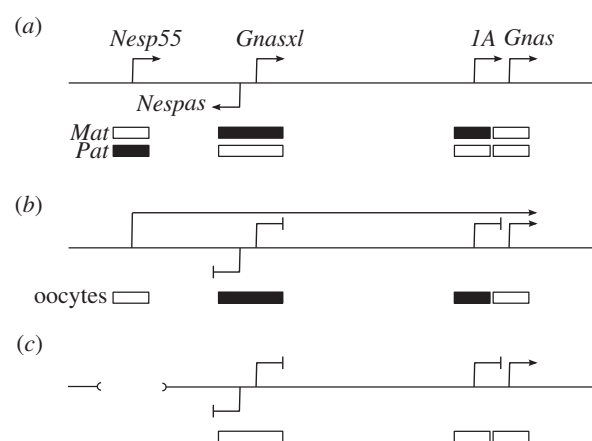 (a)
Nesp55 Gnasxl 1A Gnas
Nespas
Mat
Pat
(b)
oocytes
(c)